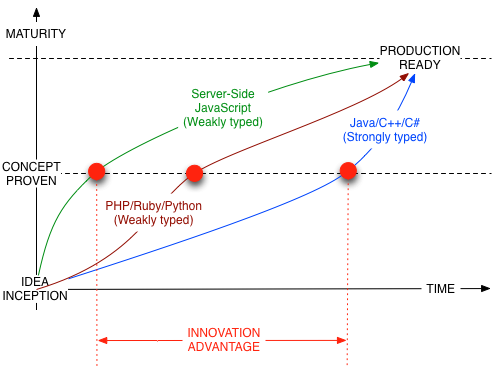 MATURITY
PRODUCTION
READY
Server-Side
JavaScript
(Weakly typed)
Java/C++/C#
(Strongly typed)
CONCEPT
PROVEN
PHP/Ruby/Python
(Weakly typed)
IDEA
INCEPTION
TIME
INNOVATION
ADVANTAGE